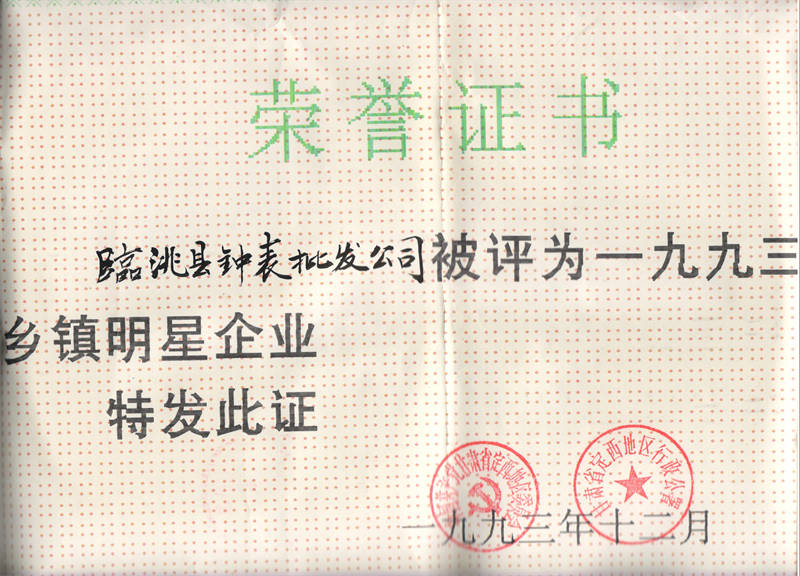 荣誉证书
臨洮县钟表批发公司被评为一九九三
乡镇明星企业
特发此证
甘肃省定西地区行政公署
一九九三年十二月